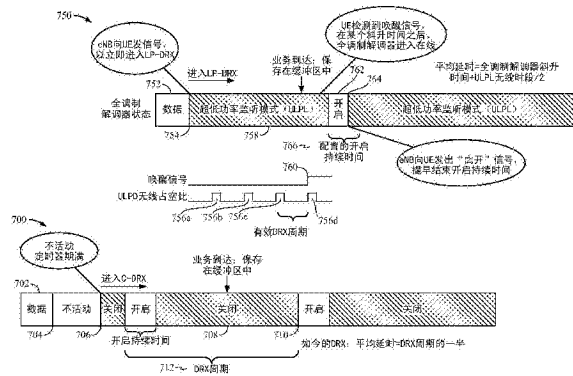 750
eNB向UE发信号,
以立即进入LP-DRX
进入LP-DRX
业务到达:保
存在缓冲区中
UE检测到唤醒信号,
在某个斜升时间之后,
全调制解调器进入在线
762
764
平均延时=全调制解调器斜升
时间+ULPL无线时段/2
752
全调制
解调器状态
数据
超低功率监听模式(ULPL)
开
启
超低功率监听模式(ULPL)
754
758
766
配置的开启
持续时间
eNB向UE发出“离开”信号,
提早结束开启持续时间
760
唤醒信号
ULPD无线占空比
756a
756b
756c
756d
有效DRX周期
700
不活动
定时器期满
进入C-DRX
业务到达:保存
在缓冲区中
702
数据
不活动
关闭
开启
关闭
开启
关闭
704
706
708
710
开启持续时间
712
DRX周期
如今的DRX:平均延时=DRX周期的一半